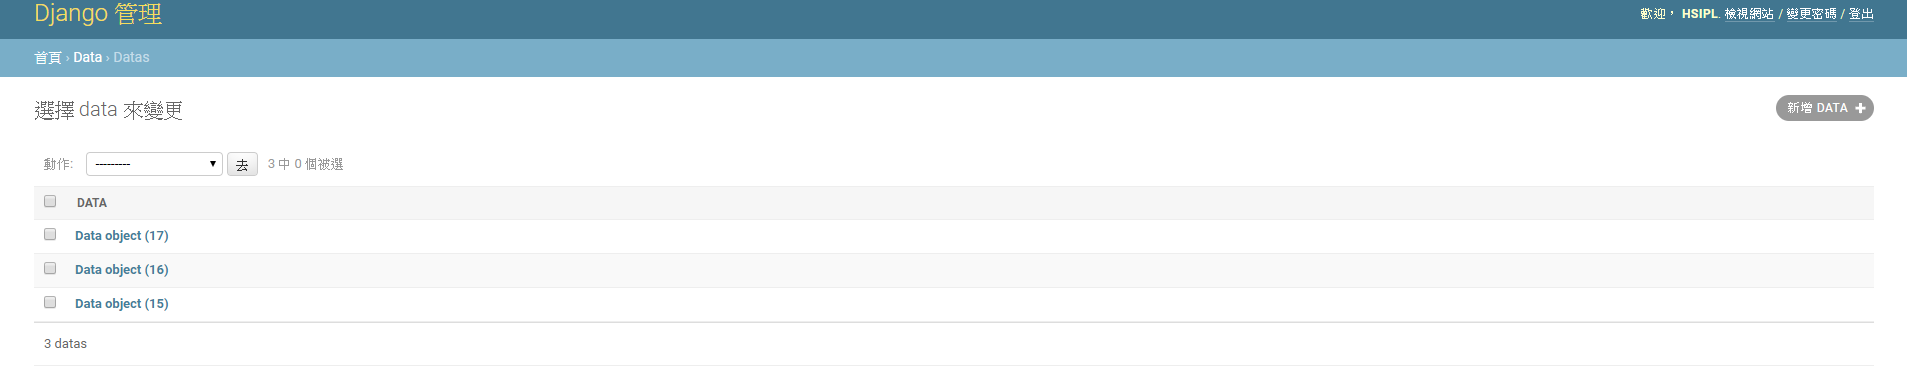 Django 管理
歡迎， HSIPL. 檢視網站 / 變更密碼 / 登出
首頁 › Data › Datas
選擇 data 來變更
新增 DATA +
動作: --------- 去 3 中 0 個被選
DATA
Data object (17)
Data object (16)
Data object (15)
3 datas